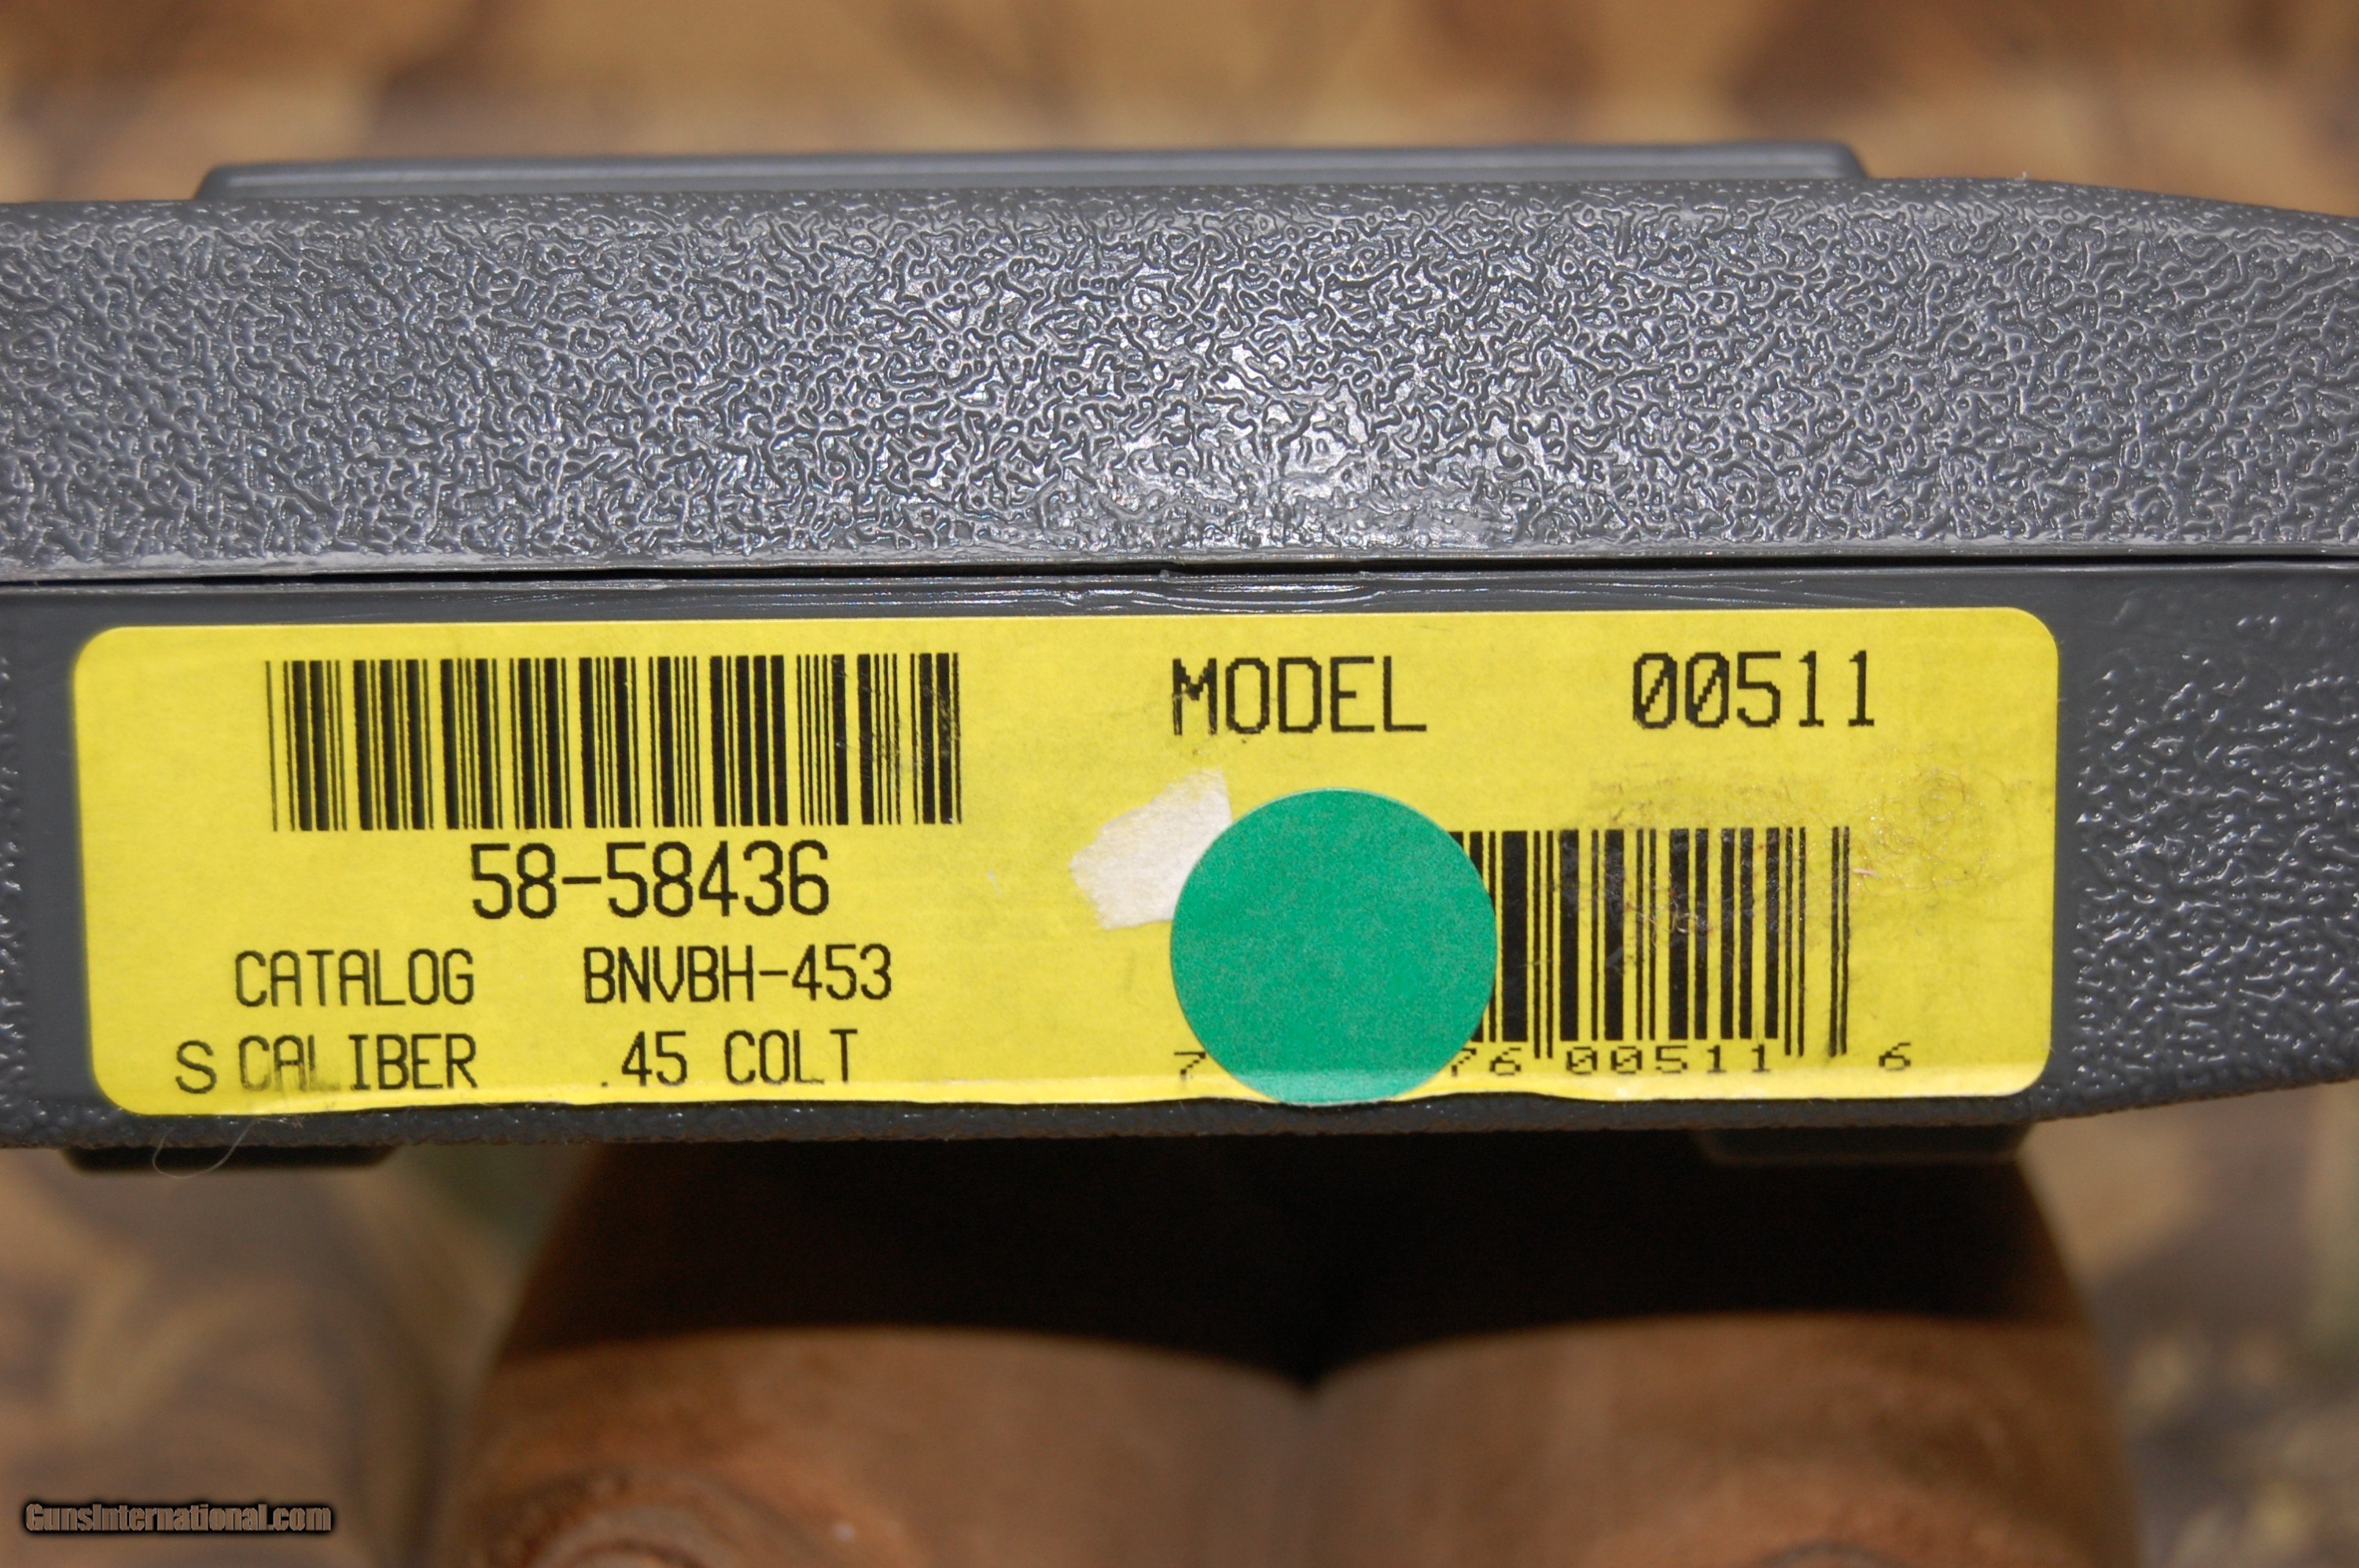 MODEL 00511
58-58436
CATALOG BNVBH-453
S CALIBER .45 COLT
7 76 00511 6
GunsInternational.com